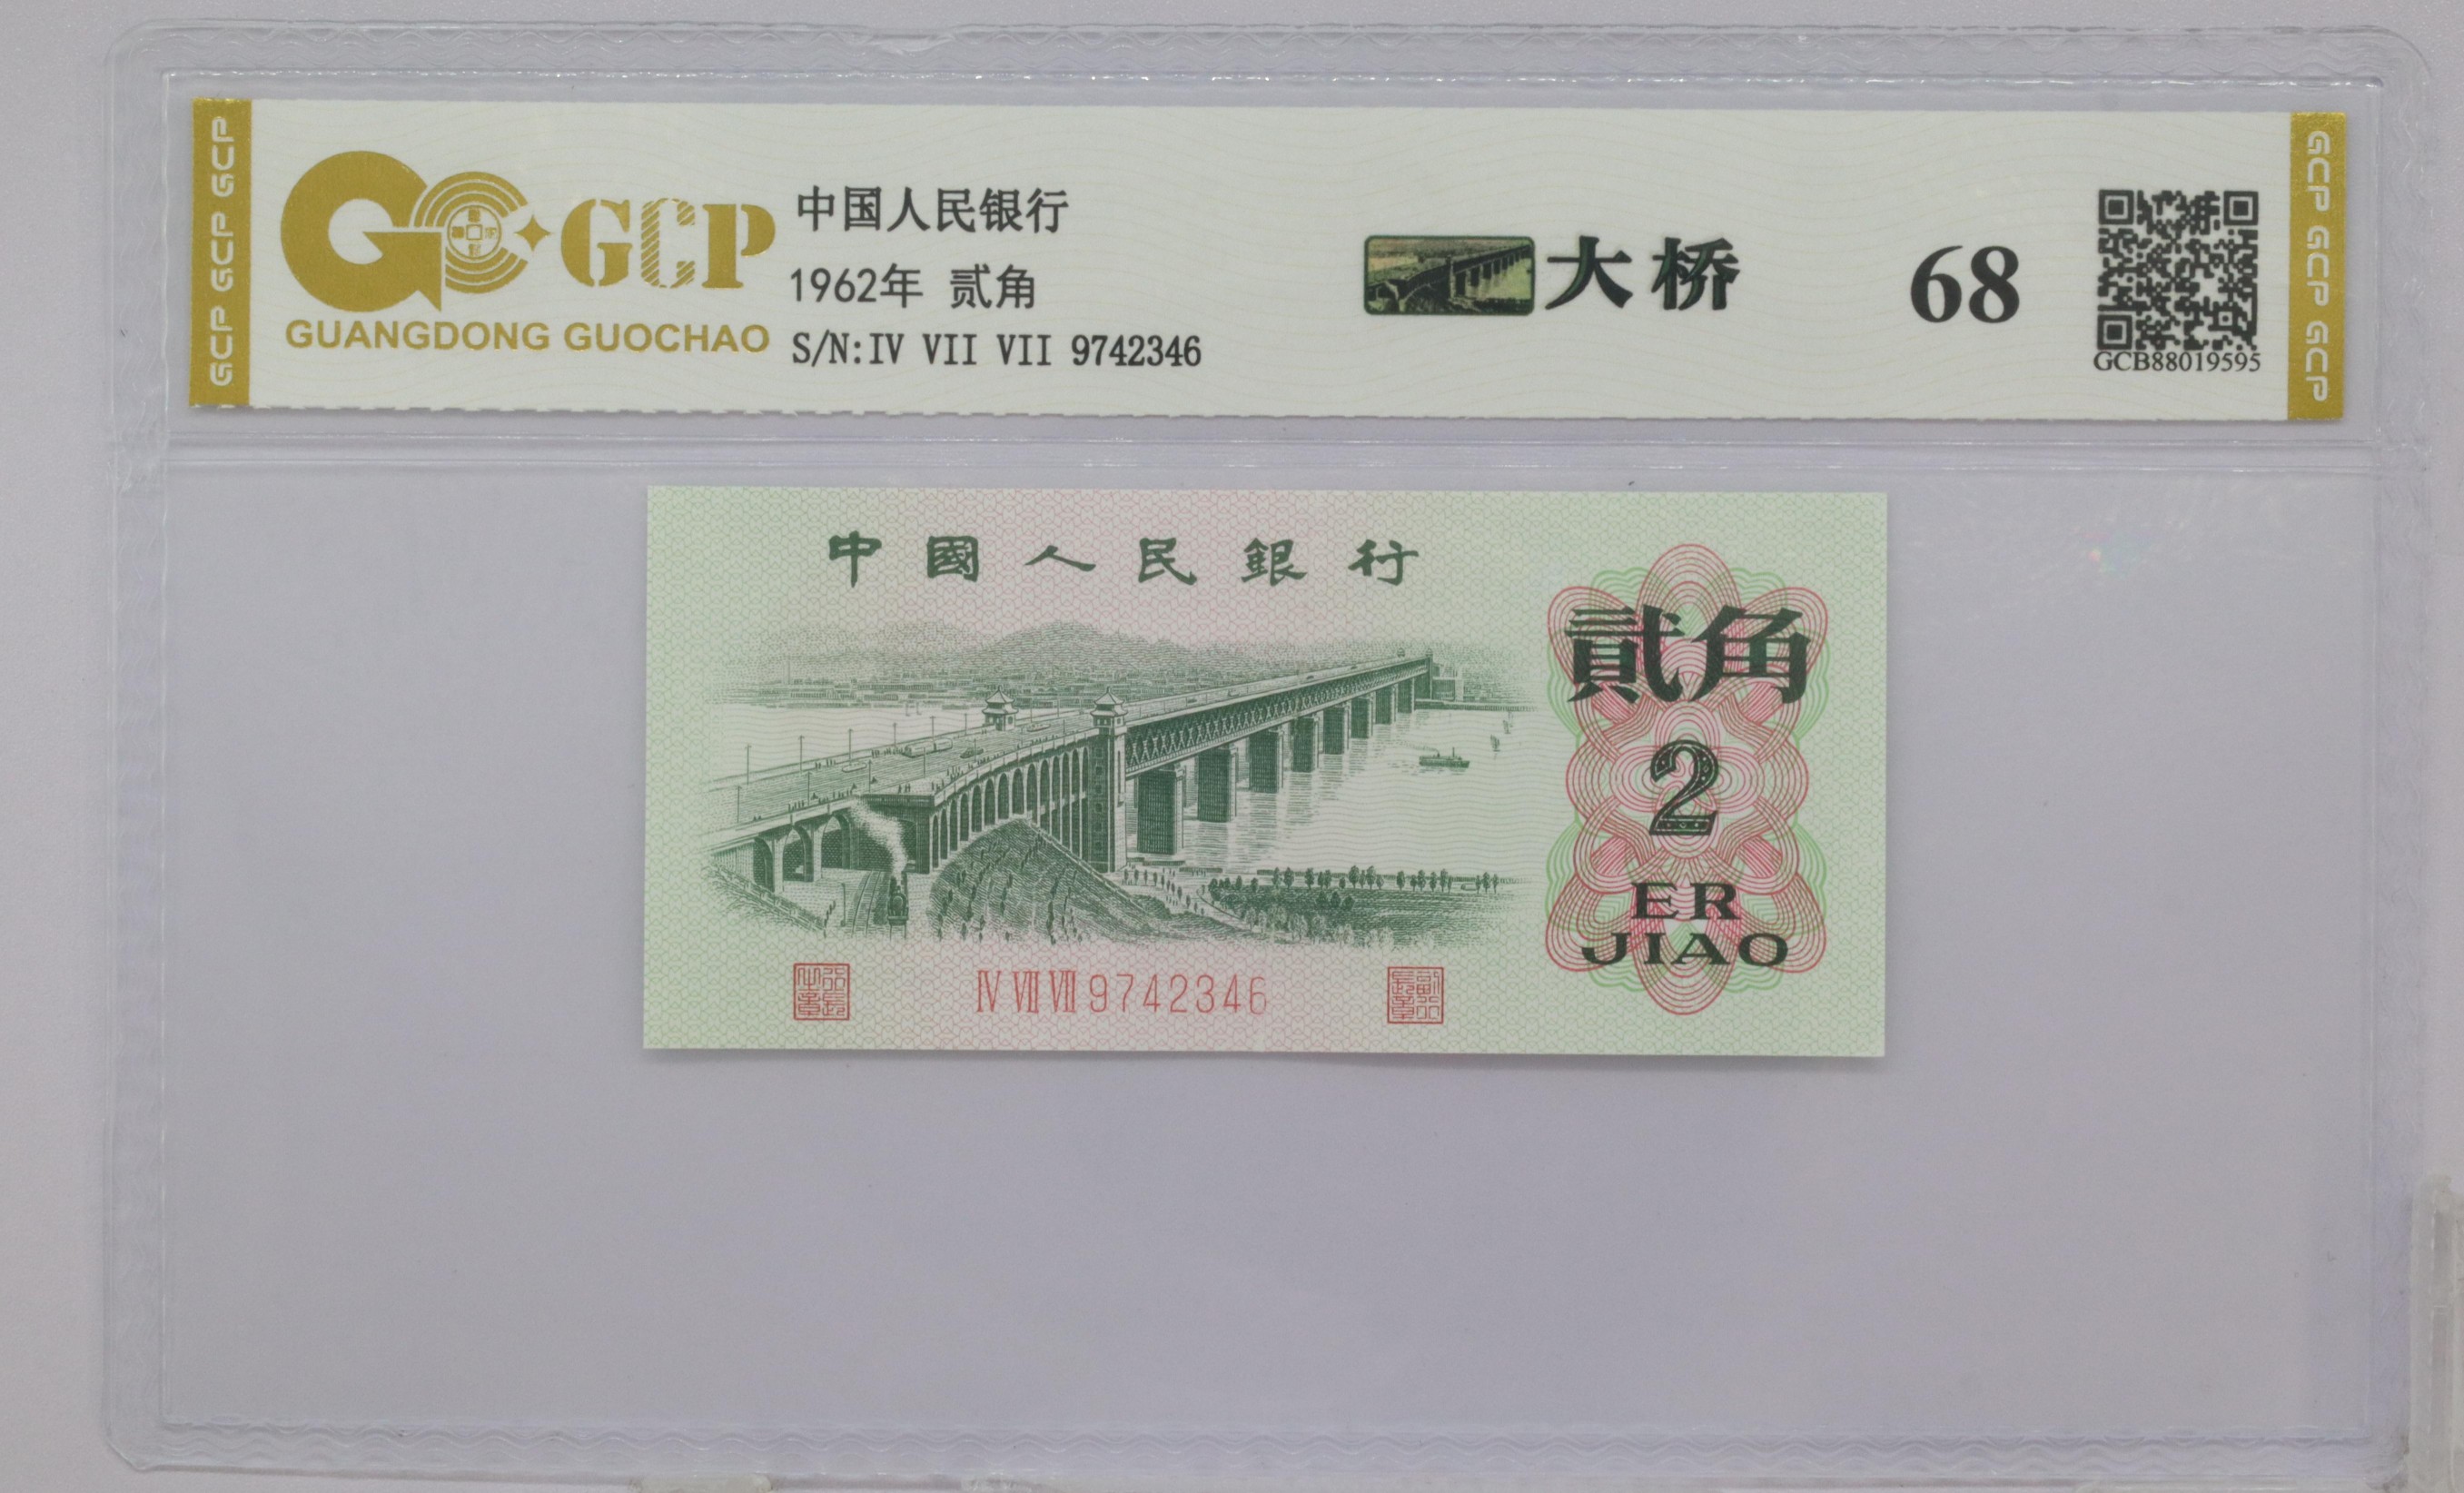 GCP GCP GCP
GCP
GUANGDONG GUOCHAO
中国人民银行
1962年 贰角
S/N:IV VII VII 9742346
大桥
68
GCB88019595
GCP GCP GCP
中國人民銀行
貳角
2
ER
JIAO
Ⅳ Ⅶ Ⅶ 9742346